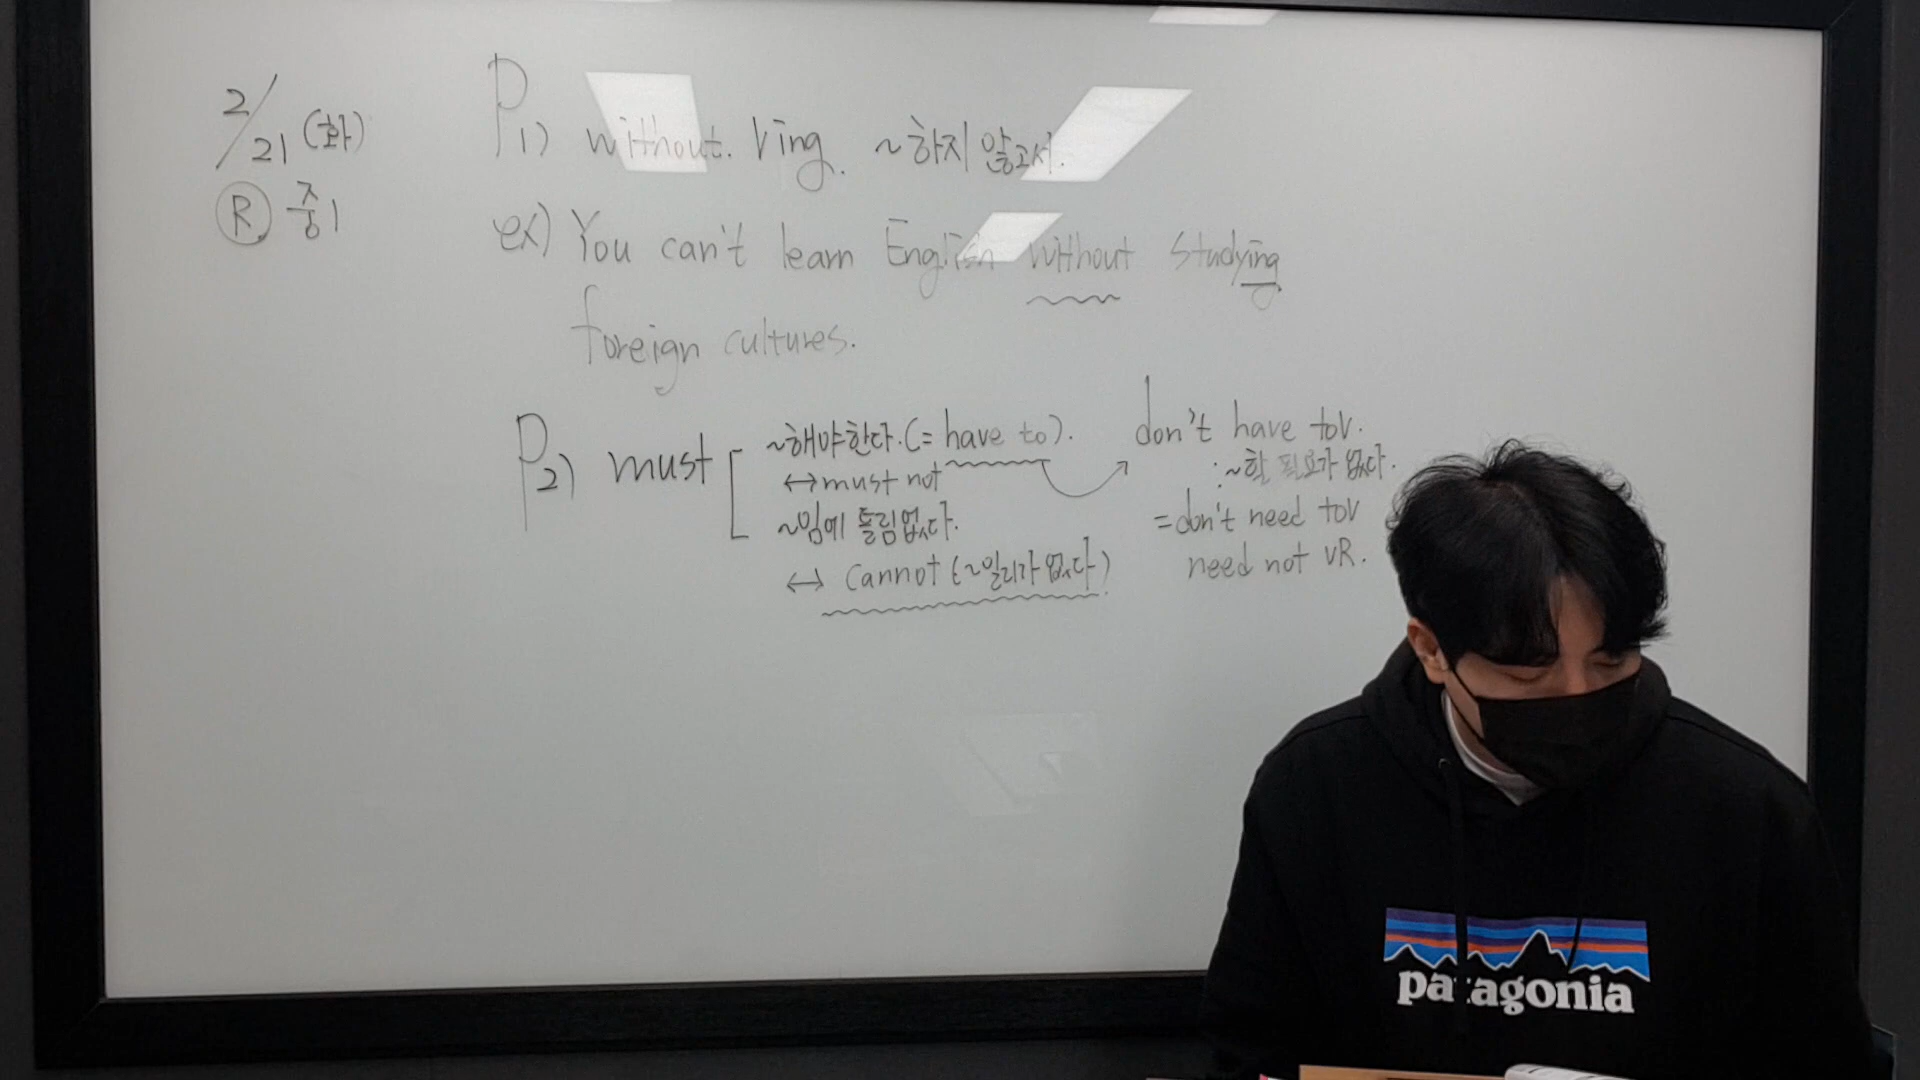 2/21 (화)
Ⓡ 중1
P1) without. Ving. ~하지 않고서.
ex) You can't learn English without studying
foreign cultures.
P2) must [ ~해야한다. (= have to).
↔ must not
~임에 틀림없다.
↔ cannot (~일리가 없다).
don't have toV.
: ~할 필요가 없다.
= don't need toV
need not VR.
patagonia